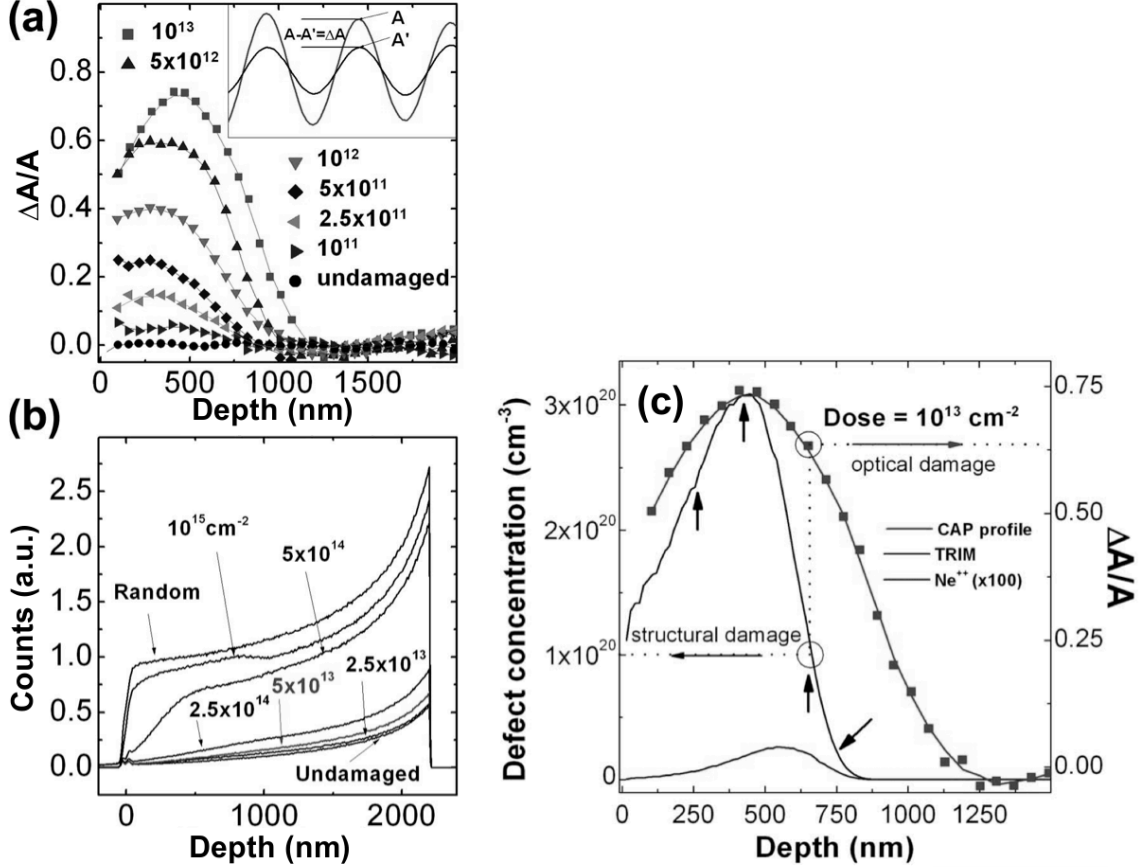 (a)
10¹³
5x10¹²
A
A-A'=ΔA
A'
0.8
0.6
0.4
0.2
0.0
ΔA/A
10¹²
5x10¹¹
2.5x10¹¹
10¹¹
undamaged
0
500
1000
1500
Depth (nm)
(b)
2.5
2.0
1.5
1.0
0.5
0.0
Counts (a.u.)
10¹⁵cm⁻²
5x10¹⁴
Random
2.5x10¹³
5x10¹³
2.5x10¹⁴
Undamaged
0
1000
2000
Depth (nm)
(c)
3x10²⁰
2x10²⁰
1x10²⁰
0
Defect concentration (cm⁻³)
Dose = 10¹³ cm⁻²
optical damage
CAP profile
TRIM
Ne⁺⁺ (x100)
structural damage
0.75
0.50
0.25
0.00
ΔA/A
0
250
500
750
1000
1250
Depth (nm)